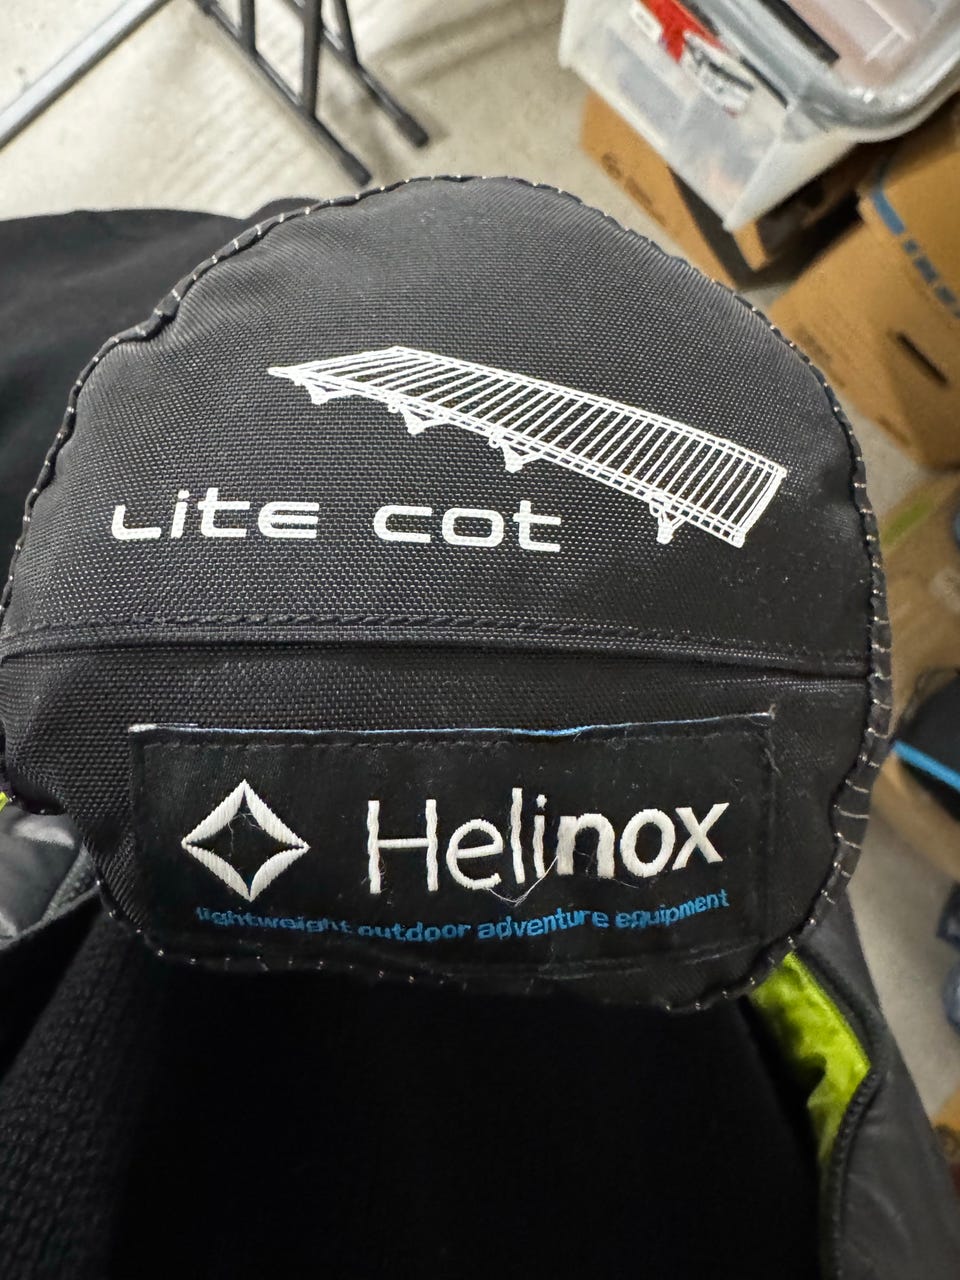 Lite cot
Helinox
lightweight outdoor adventure equipment